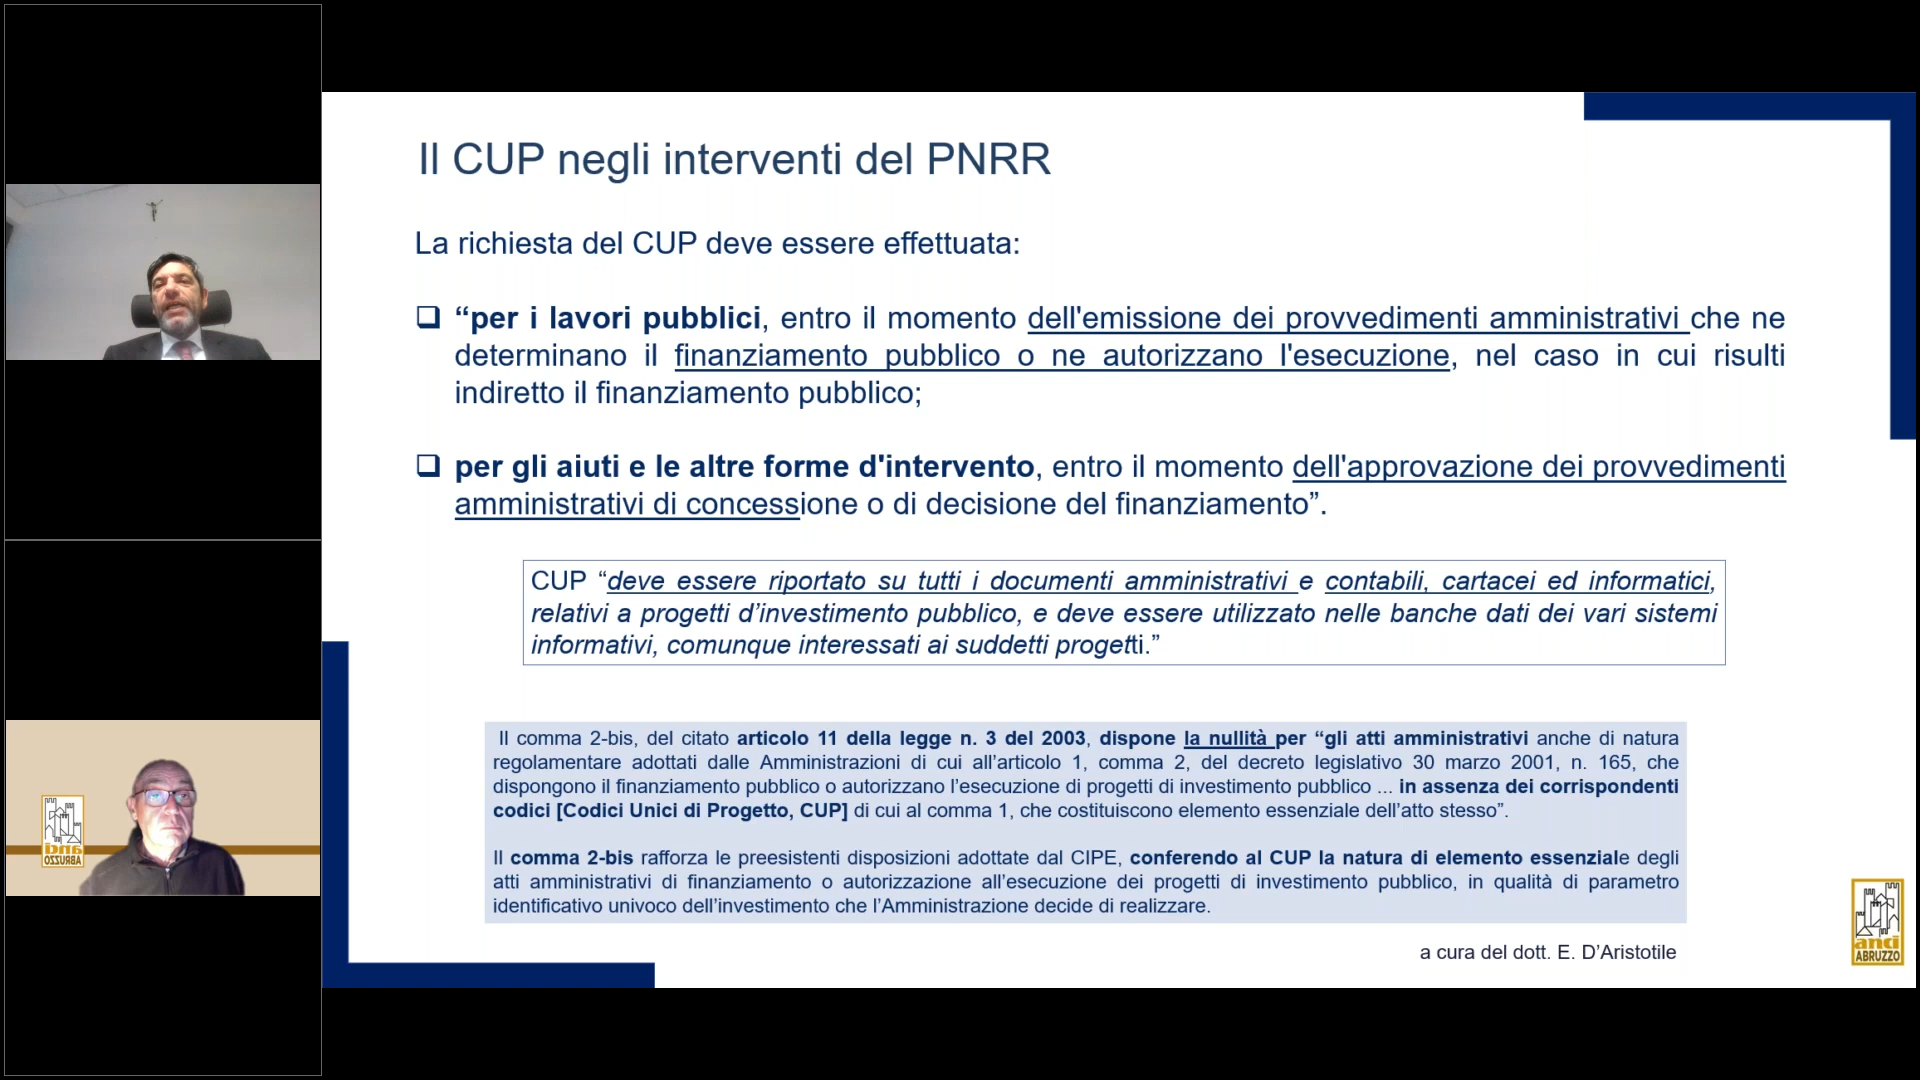 Il CUP negli interventi del PNRR
La richiesta del CUP deve essere effettuata:
❑ “per i lavori pubblici, entro il momento dell'emissione dei provvedimenti amministrativi che ne
determinano il finanziamento pubblico o ne autorizzano l'esecuzione, nel caso in cui risulti
indiretto il finanziamento pubblico;
❑ per gli aiuti e le altre forme d'intervento, entro il momento dell'approvazione dei provvedimenti
amministrativi di concessione o di decisione del finanziamento”.
CUP “deve essere riportato su tutti i documenti amministrativi e contabili, cartacei ed informatici,
relativi a progetti d’investimento pubblico, e deve essere utilizzato nelle banche dati dei vari sistemi
informativi, comunque interessati ai suddetti progetti.”
Il comma 2-bis, del citato articolo 11 della legge n. 3 del 2003, dispone la nullità per “gli atti amministrativi anche di natura
regolamentare adottati dalle Amministrazioni di cui all’articolo 1, comma 2, del decreto legislativo 30 marzo 2001, n. 165, che
dispongono il finanziamento pubblico o autorizzano l’esecuzione di progetti di investimento pubblico ... in assenza dei corrispondenti
codici [Codici Unici di Progetto, CUP] di cui al comma 1, che costituiscono elemento essenziale dell’atto stesso”.
Il comma 2-bis rafforza le preesistenti disposizioni adottate dal CIPE, conferendo al CUP la natura di elemento essenziale degli
atti amministrativi di finanziamento o autorizzazione all’esecuzione dei progetti di investimento pubblico, in qualità di parametro
identificativo univoco dell’investimento che l’Amministrazione decide di realizzare.
a cura del dott. E. D’Aristotile
anci
ABRUZZO
anci
ABRUZZO